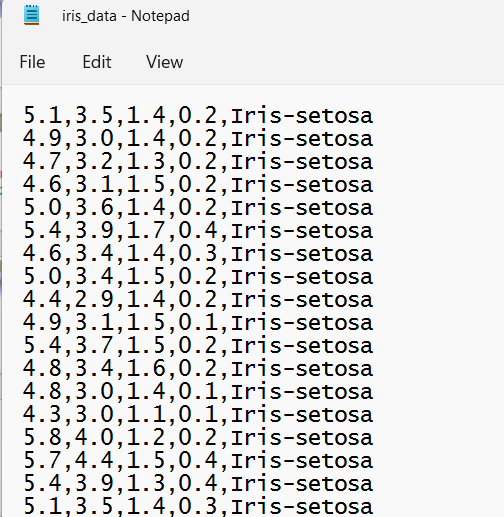 iris_data - Notepad
File Edit View
5.1,3.5,1.4,0.2,Iris-setosa
4.9,3.0,1.4,0.2,Iris-setosa
4.7,3.2,1.3,0.2,Iris-setosa
4.6,3.1,1.5,0.2,Iris-setosa
5.0,3.6,1.4,0.2,Iris-setosa
5.4,3.9,1.7,0.4,Iris-setosa
4.6,3.4,1.4,0.3,Iris-setosa
5.0,3.4,1.5,0.2,Iris-setosa
4.4,2.9,1.4,0.2,Iris-setosa
4.9,3.1,1.5,0.1,Iris-setosa
5.4,3.7,1.5,0.2,Iris-setosa
4.8,3.4,1.6,0.2,Iris-setosa
4.8,3.0,1.4,0.1,Iris-setosa
4.3,3.0,1.1,0.1,Iris-setosa
5.8,4.0,1.2,0.2,Iris-setosa
5.7,4.4,1.5,0.4,Iris-setosa
5.4,3.9,1.3,0.4,Iris-setosa
5.1,3.5,1.4,0.3,Iris-setosa